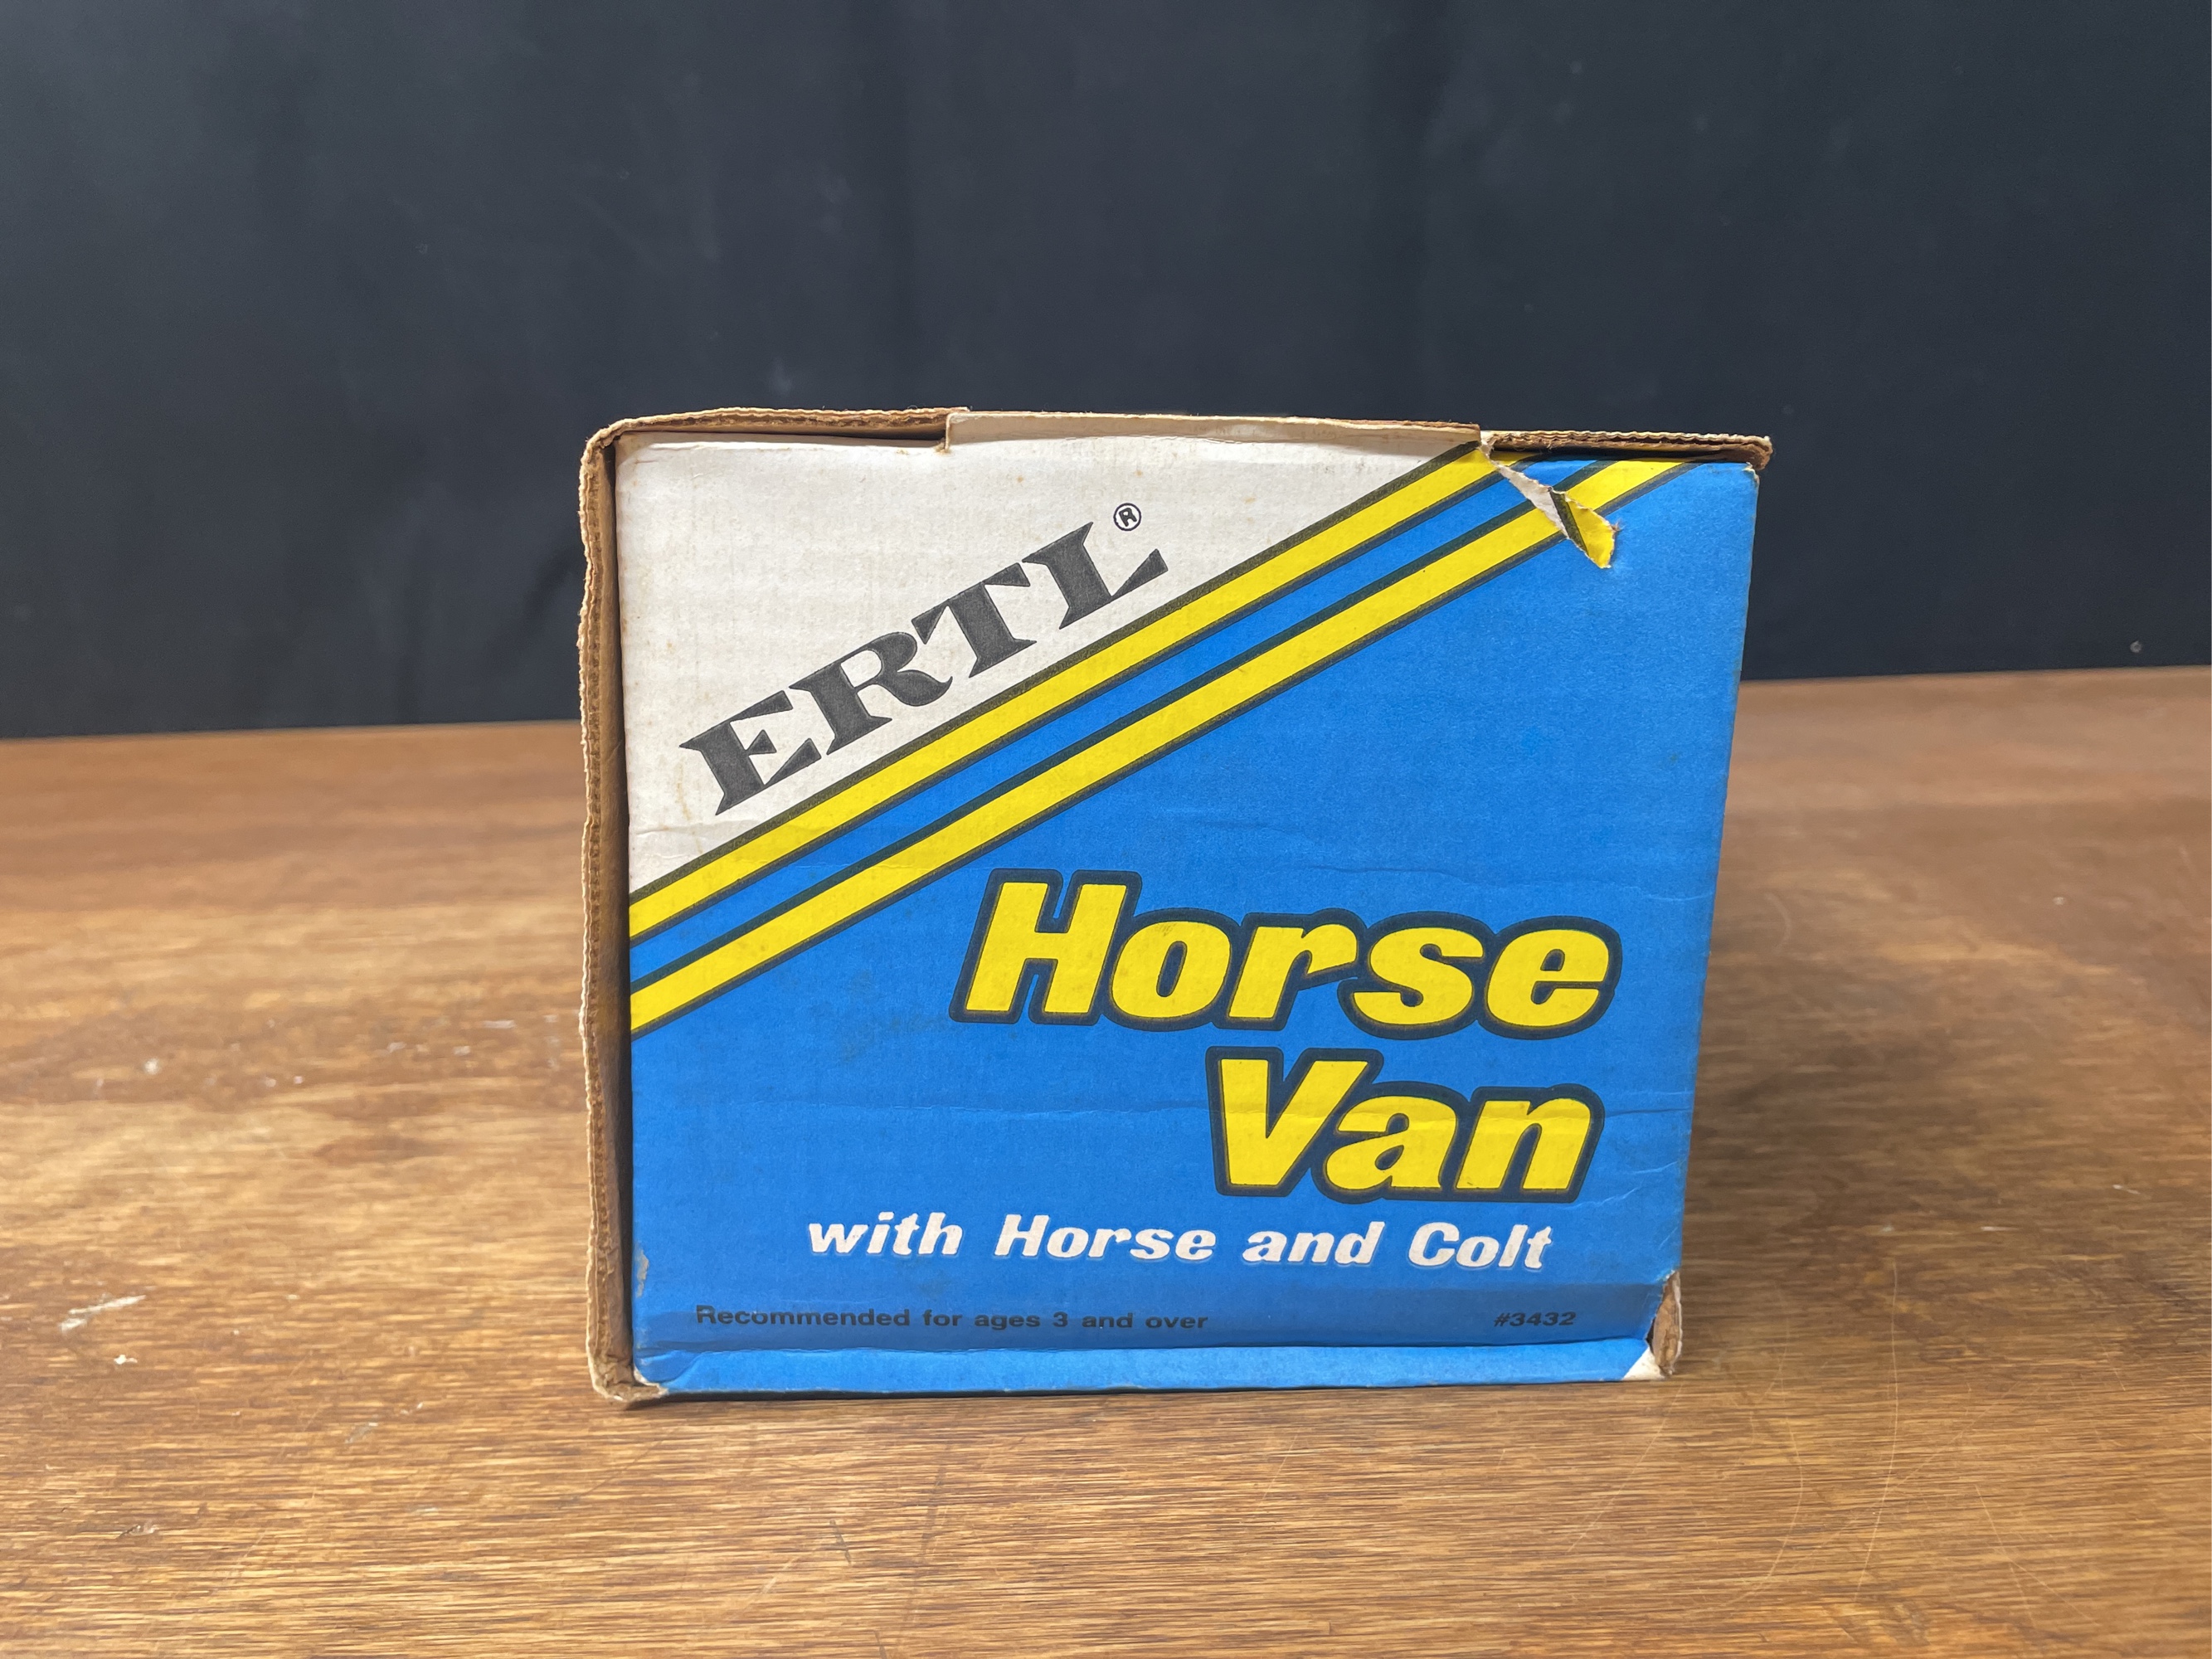 ERTL®
Horse
Van
with Horse and Colt
Recommended for ages 3 and over #3432